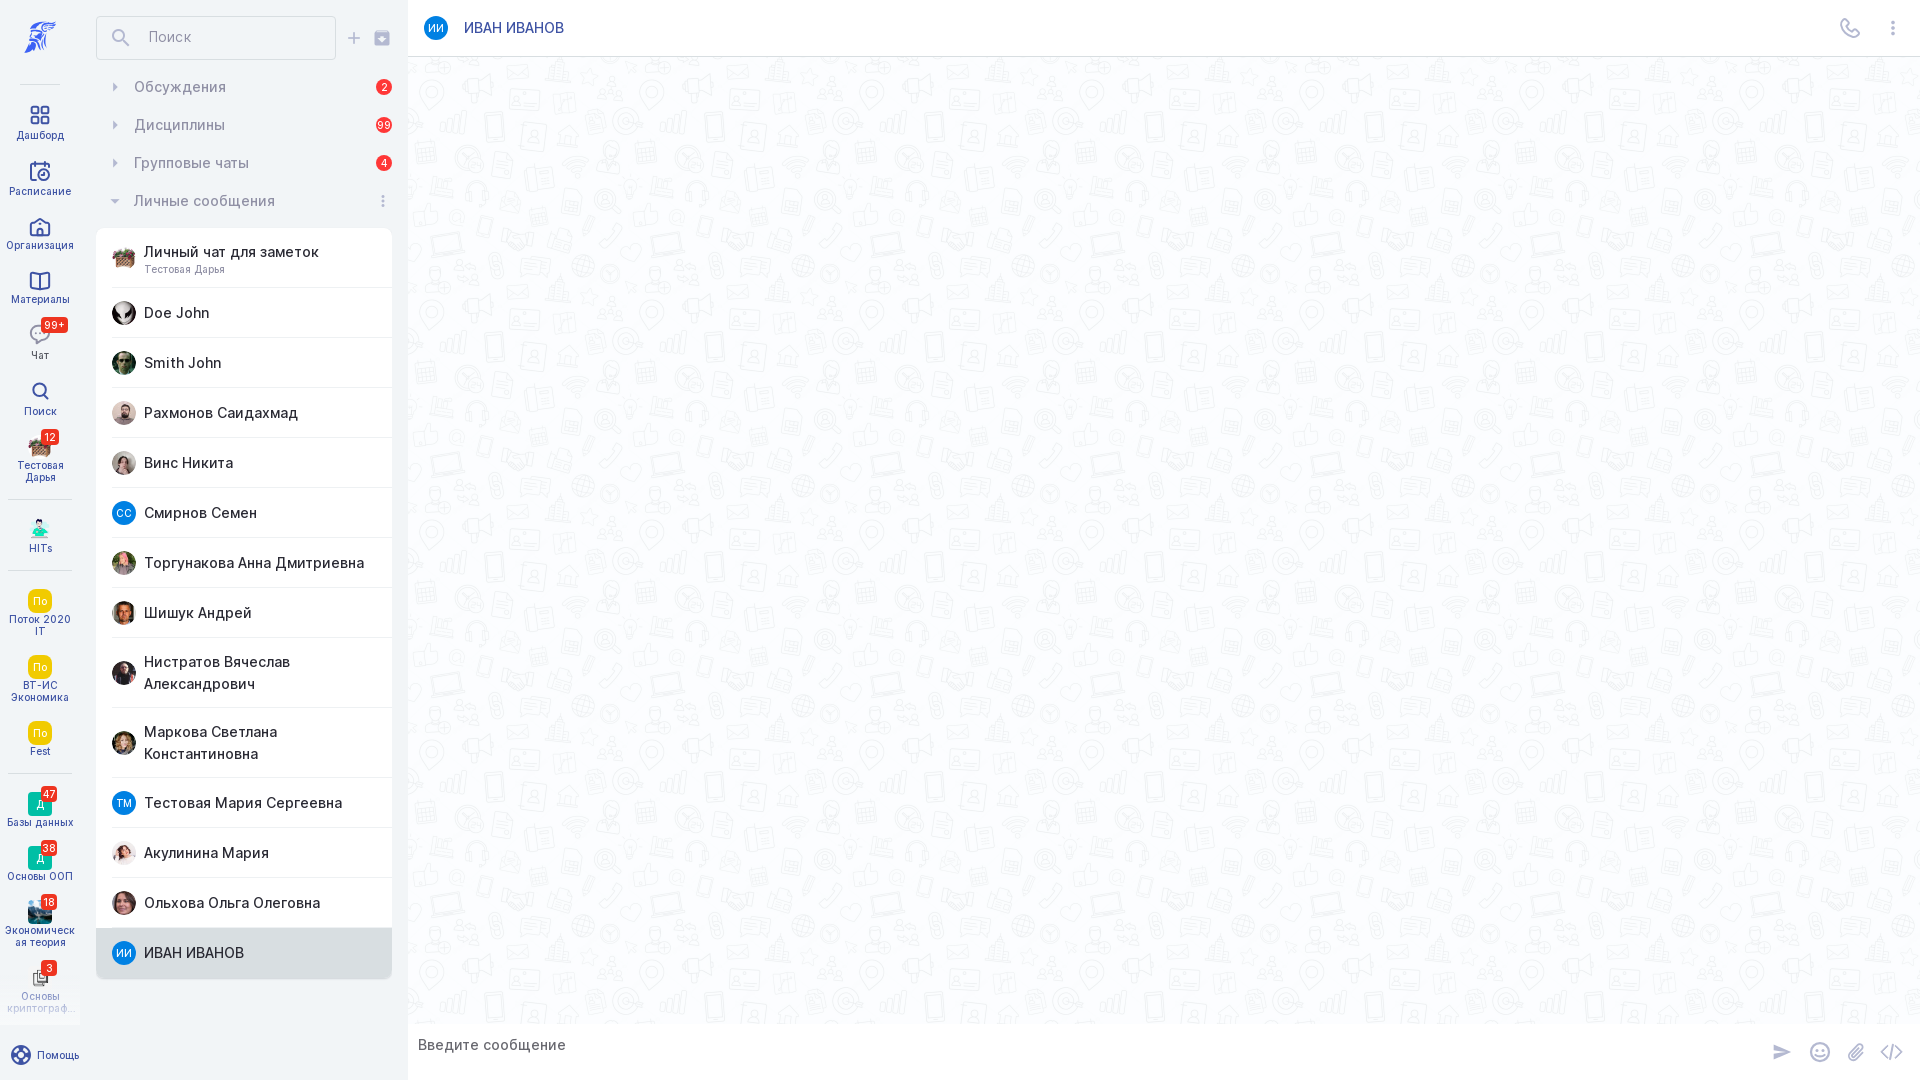 Дашборд
Расписание
Организация
Материалы
99+
Чат
Поиск
12
Тестовая
Дарья
HITs
По
Поток 2020
IT
По
ВТ-ИС
Экономика
По
Fest
47
Д
Базы данных
38
Д
Основы ООП
18
Экономическ
ая теория
3
Основы
криптограф...
Помощь
Поиск
Обсуждения
2
Дисциплины
99
Групповые чаты
4
Личные сообщения
Личный чат для заметок
Тестовая Дарья
Doe John
Smith John
Рахмонов Саидахмад
Винс Никита
СС
Смирнов Семен
Торгунакова Анна Дмитриевна
Шишук Андрей
Нистратов Вячеслав
Александрович
Маркова Светлана
Константиновна
ТМ
Тестовая Мария Сергеевна
Акулинина Мария
Ольхова Ольга Олеговна
ИИ
ИВАН ИВАНОВ
ИИ
ИВАН ИВАНОВ
Введите сообщение